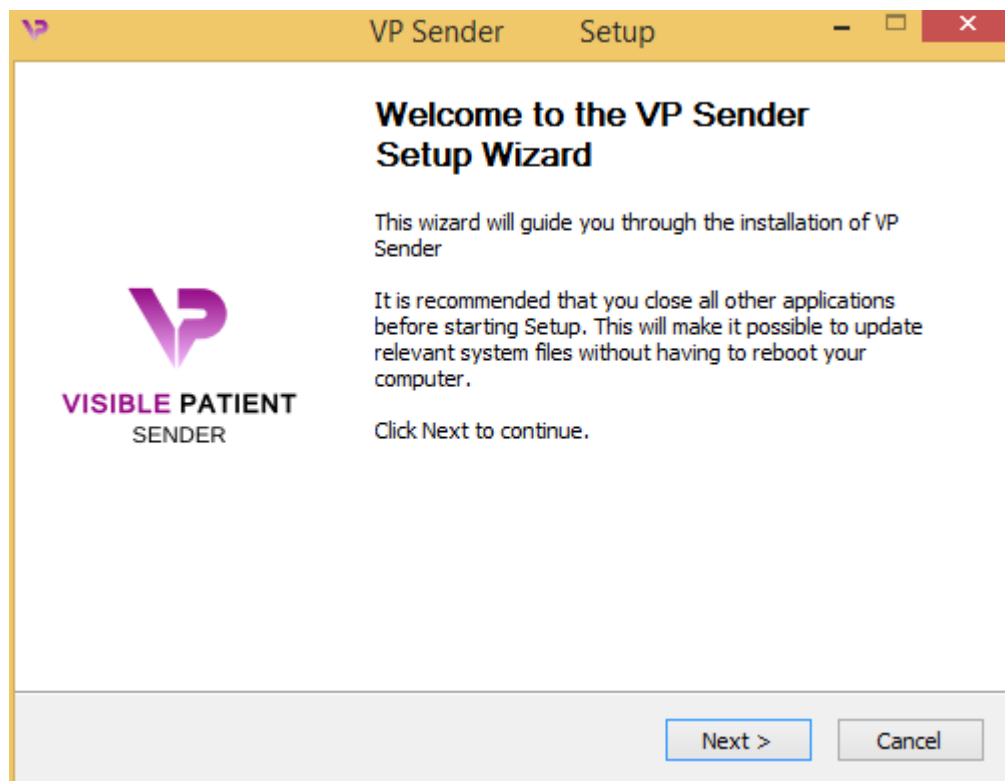 VP Sender Setup
Welcome to the VP Sender
Setup Wizard
This wizard will guide you through the installation of VP
Sender
It is recommended that you close all other applications
before starting Setup. This will make it possible to update
relevant system files without having to reboot your
computer.
Click Next to continue.
VP
VISIBLE PATIENT
SENDER
Next >
Cancel